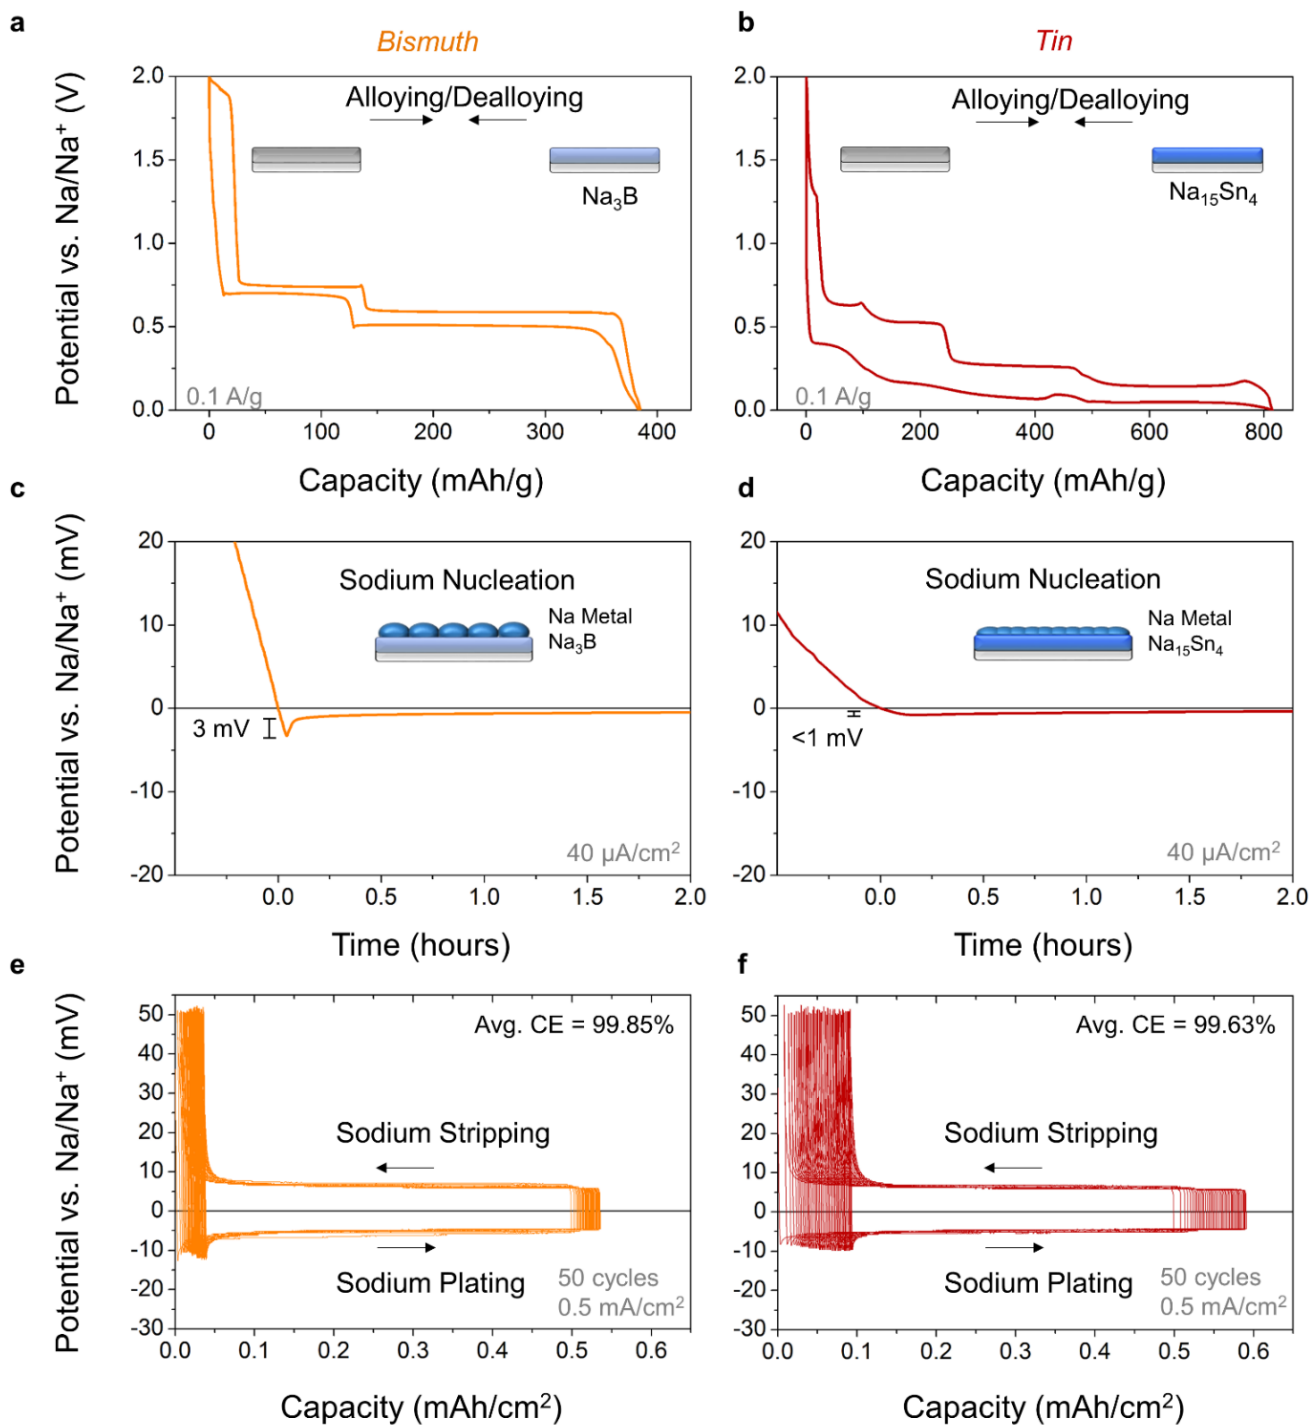 a
Bismuth
Potential vs. Na/Na⁺ (V)
2.0
1.5
1.0
0.5
0.0
Alloying/Dealloying
Na₃B
0.1 A/g
0 100 200 300 400
Capacity (mAh/g)
b
Tin
2.0
1.5
1.0
0.5
0.0
Alloying/Dealloying
Na₁₅Sn₄
0.1 A/g
0 200 400 600 800
Capacity (mAh/g)
c
Potential vs. Na/Na⁺ (mV)
20
10
0
-10
-20
Sodium Nucleation
Na Metal
Na₃B
3 mV
40 µA/cm²
0.0 0.5 1.0 1.5 2.0
Time (hours)
d
20
10
0
-10
-20
Sodium Nucleation
Na Metal
Na₁₅Sn₄
<1 mV
40 µA/cm²
0.0 0.5 1.0 1.5 2.0
Time (hours)
e
Potential vs. Na/Na⁺ (mV)
50
40
30
20
10
0
-10
-20
-30
Avg. CE = 99.85%
Sodium Stripping
Sodium Plating
50 cycles
0.5 mA/cm²
0.0 0.1 0.2 0.3 0.4 0.5 0.6
Capacity (mAh/cm²)
f
50
40
30
20
10
0
-10
-20
-30
Avg. CE = 99.63%
Sodium Stripping
Sodium Plating
50 cycles
0.5 mA/cm²
0.0 0.1 0.2 0.3 0.4 0.5 0.6
Capacity (mAh/cm²)